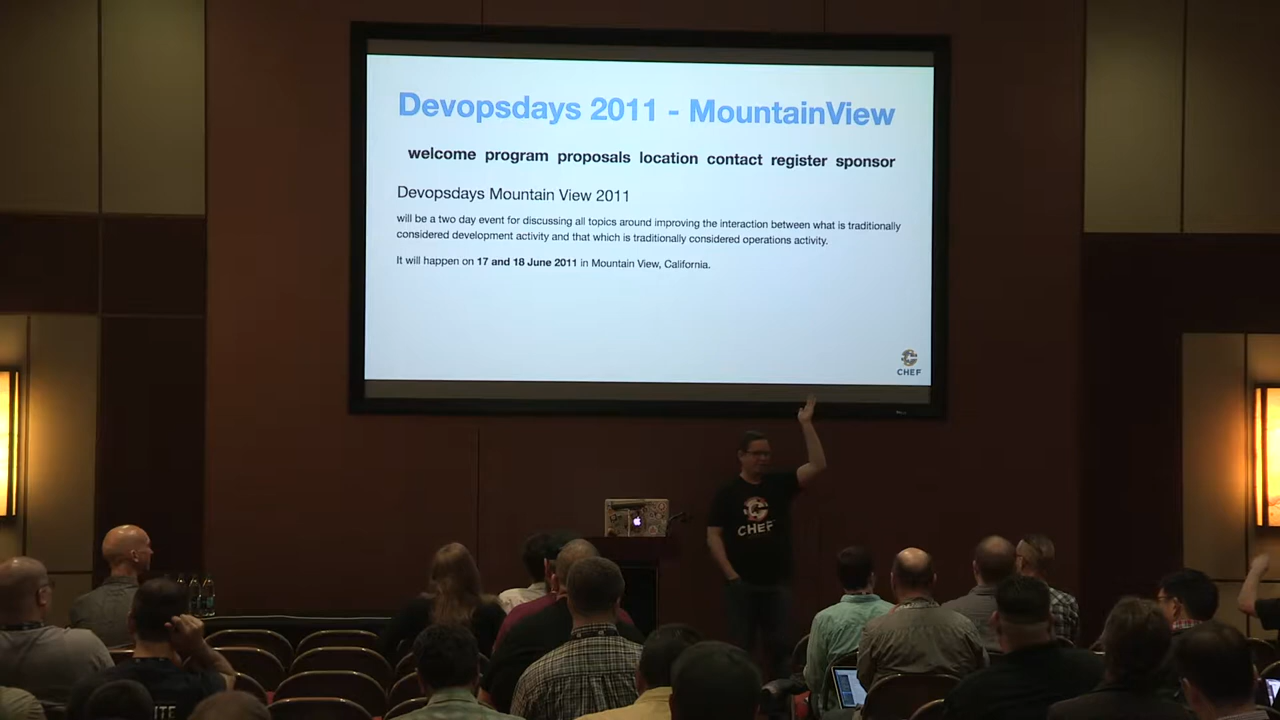 Devopsdays 2011 - MountainView
welcome program proposals location contact register sponsor
Devopsdays Mountain View 2011
will be a two day event for discussing all topics around improving the interaction between what is traditionally
considered development activity and that which is traditionally considered operations activity.
It will happen on 17 and 18 June 2011 in Mountain View, California.
CHEF
CHEF
ITE